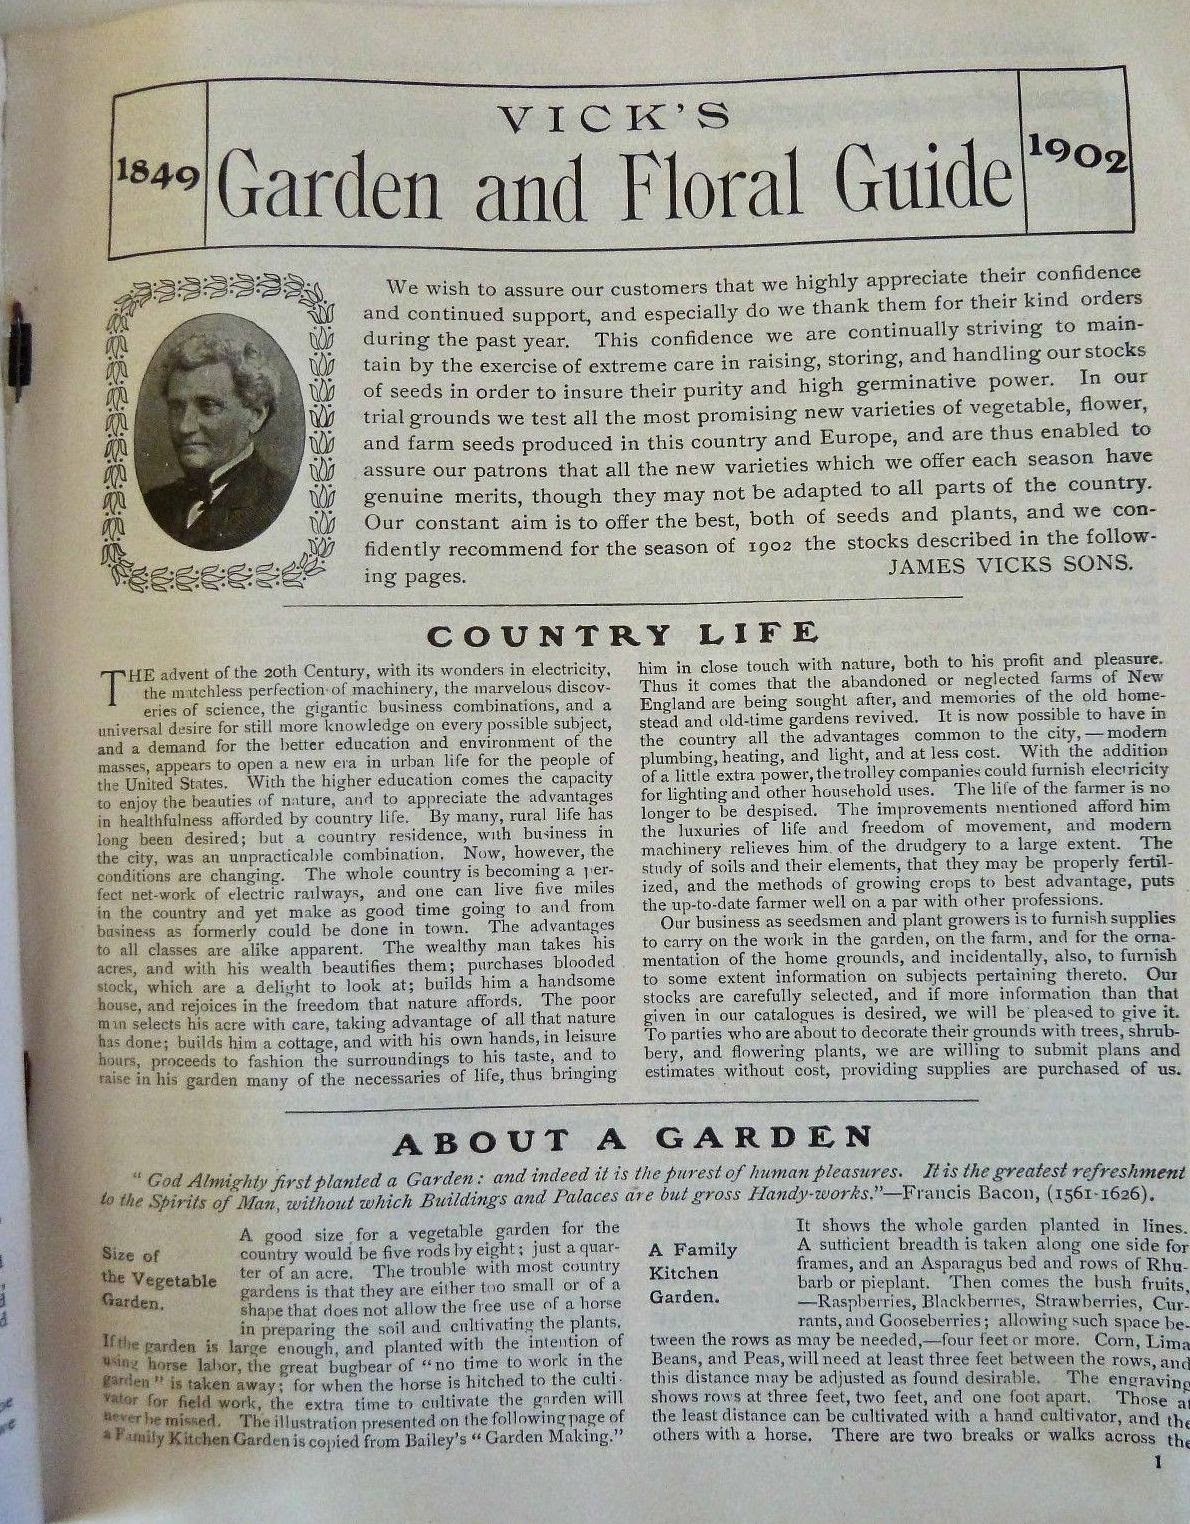 VICK'S
1849
Garden and Floral Guide
1902
We wish to assure our customers that we highly appreciate their confidence
and continued support, and especially do we thank them for their kind orders
during the past year. This confidence we are continually striving to main-
tain by the exercise of extreme care in raising, storing, and handling our stocks
of seeds in order to insure their purity and high germinative power. In our
trial grounds we test all the most promising new varieties of vegetable, flower,
and farm seeds produced in this country and Europe, and are thus enabled to
assure our patrons that all the new varieties which we offer each season have
genuine merits, though they may not be adapted to all parts of the country.
Our constant aim is to offer the best, both of seeds and plants, and we con-
fidently recommend for the season of 1902 the stocks described in the follow-
ing pages.
JAMES VICKS SONS.
COUNTRY LIFE
THE advent of the 20th Century, with its wonders in electricity,
the matchless perfection of machinery, the marvelous discov-
eries of science, the gigantic business combinations, and a
universal desire for still more knowledge on every possible subject,
and a demand for the better education and environment of the
masses, appears to open a new era in urban life for the people of
the United States. With the higher education comes the capacity
to enjoy the beauties of nature, and to appreciate the advantages
in healthfulness afforded by country life. By many, rural life has
long been desired; but a country residence, with business in
the city, was an unpracticable combination. Now, however, the
conditions are changing. The whole country is becoming a per-
fect net-work of electric railways, and one can live five miles
in the country and yet make as good time going to and from
business as formerly could be done in town. The advantages
to all classes are alike apparent. The wealthy man takes his
acres, and with his wealth beautifies them; purchases blooded
stock, which are a delight to look at; builds him a handsome
house, and rejoices in the freedom that nature affords. The poor
man selects his acre with care, taking advantage of all that nature
has done; builds him a cottage, and with his own hands, in leisure
hours, proceeds to fashion the surroundings to his taste, and to
raise in his garden many of the necessaries of life, thus bringing
him in close touch with nature, both to his profit and pleasure.
Thus it comes that the abandoned or neglected farms of New
England are being sought after, and memories of the old home-
stead and old-time gardens revived. It is now possible to have in
the country all the advantages common to the city,—modern
plumbing, heating, and light, and at less cost. With the addition
of a little extra power, the trolley companies could furnish electricity
for lighting and other household uses. The life of the farmer is no
longer to be despised. The improvements mentioned afford him
the luxuries of life and freedom of movement, and modern
machinery relieves him of the drudgery to a large extent. The
study of soils and their elements, that they may be properly fertil-
ized, and the methods of growing crops to best advantage, puts
the up-to-date farmer well on a par with other professions.
Our business as seedsmen and plant growers is to furnish supplies
to carry on the work in the garden, on the farm, and for the orna-
mentation of the home grounds, and incidentally, also, to furnish
to some extent information on subjects pertaining thereto. Our
stocks are carefully selected, and if more information than that
given in our catalogues is desired, we will be pleased to give it.
To parties who are about to decorate their grounds with trees, shrub-
bery, and flowering plants, we are willing to submit plans and
estimates without cost, providing supplies are purchased of us.
ABOUT A GARDEN
"God Almighty first planted a Garden: and indeed it is the purest of human pleasures. It is the greatest refreshment
to the Spirits of Man, without which Buildings and Palaces are but gross Handy-works."—Francis Bacon, (1561-1626).
Size of
the Vegetable
Garden.
A good size for a vegetable garden for the
country would be five rods by eight; just a quar-
ter of an acre. The trouble with most country
gardens is that they are either too small or of a
shape that does not allow the free use of a horse
in preparing the soil and cultivating the plants.
If the garden is large enough, and planted with the intention of
using horse labor, the great bugbear of "no time to work in the
garden" is taken away; for when the horse is hitched to the culti-
vator for field work, the extra time to cultivate the garden will
never be missed. The illustration presented on the following page of
a Family Kitchen Garden is copied from Bailey's "Garden Making."
A Family
Kitchen
Garden.
It shows the whole garden planted in lines.
A sufficient breadth is taken along one side for
frames, and an Asparagus bed and rows of Rhu-
barb or pieplant. Then comes the bush fruits,
—Raspberries, Blackberries, Strawberries, Cur-
rants, and Gooseberries; allowing such space be-
tween the rows as may be needed,—four feet or more. Corn, Lima
Beans, and Peas, will need at least three feet between the rows, and
this distance may be adjusted as found desirable. The engraving
shows rows at three feet, two feet, and one foot apart. Those at
the least distance can be cultivated with a hand cultivator, and the
others with a horse. There are two breaks or walks across the
1